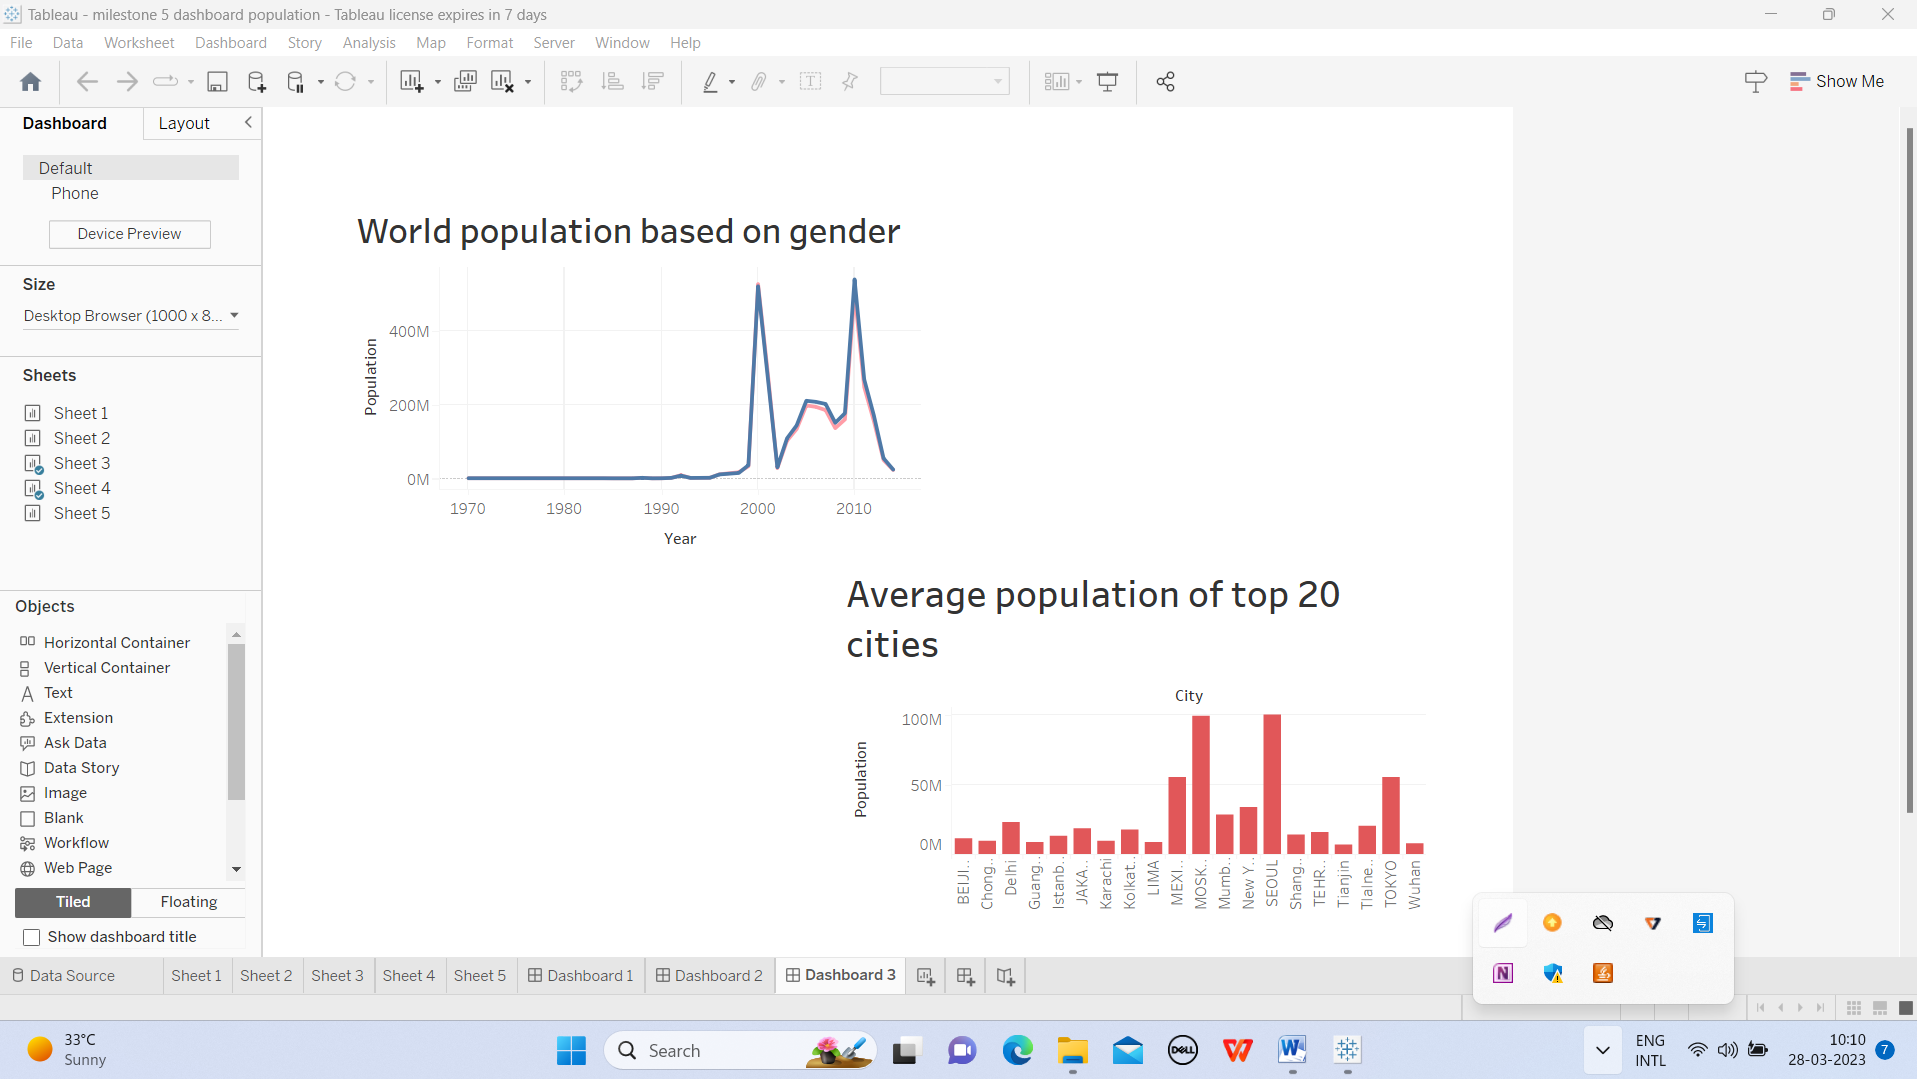 Tableau - milestone 5 dashboard population - Tableau license expires in 7 days
File Data Worksheet Dashboard Story Analysis Map Format Server Window Help
Show Me
Dashboard Layout
Default
Phone
Device Preview
Size
Desktop Browser (1000 x 8...
Sheets
Sheet 1
Sheet 2
Sheet 3
Sheet 4
Sheet 5
Objects
Horizontal Container
Vertical Container
Text
Extension
Ask Data
Data Story
Image
Blank
Workflow
Web Page
Tiled Floating
Show dashboard title
World population based on gender
Population
400M
200M
0M
1970 1980 1990 2000 2010
Year
Average population of top 20
cities
City
Population
100M
50M
0M
BEIJI..
Chong..
Delhi
Guang..
Istanb..
JAKA..
Karachi
Kolkat..
LIMA
MEXI..
MOSK..
Mumb..
New Y..
SEOUL
Shang..
TEHR..
Tianjin
Tlalne..
TOKYO
Wuhan
Data Source Sheet 1 Sheet 2 Sheet 3 Sheet 4 Sheet 5 Dashboard 1 Dashboard 2 Dashboard 3
33°C
Sunny
Search
DELL
W
W
N
ENG
INTL
10:10
28-03-2023
7